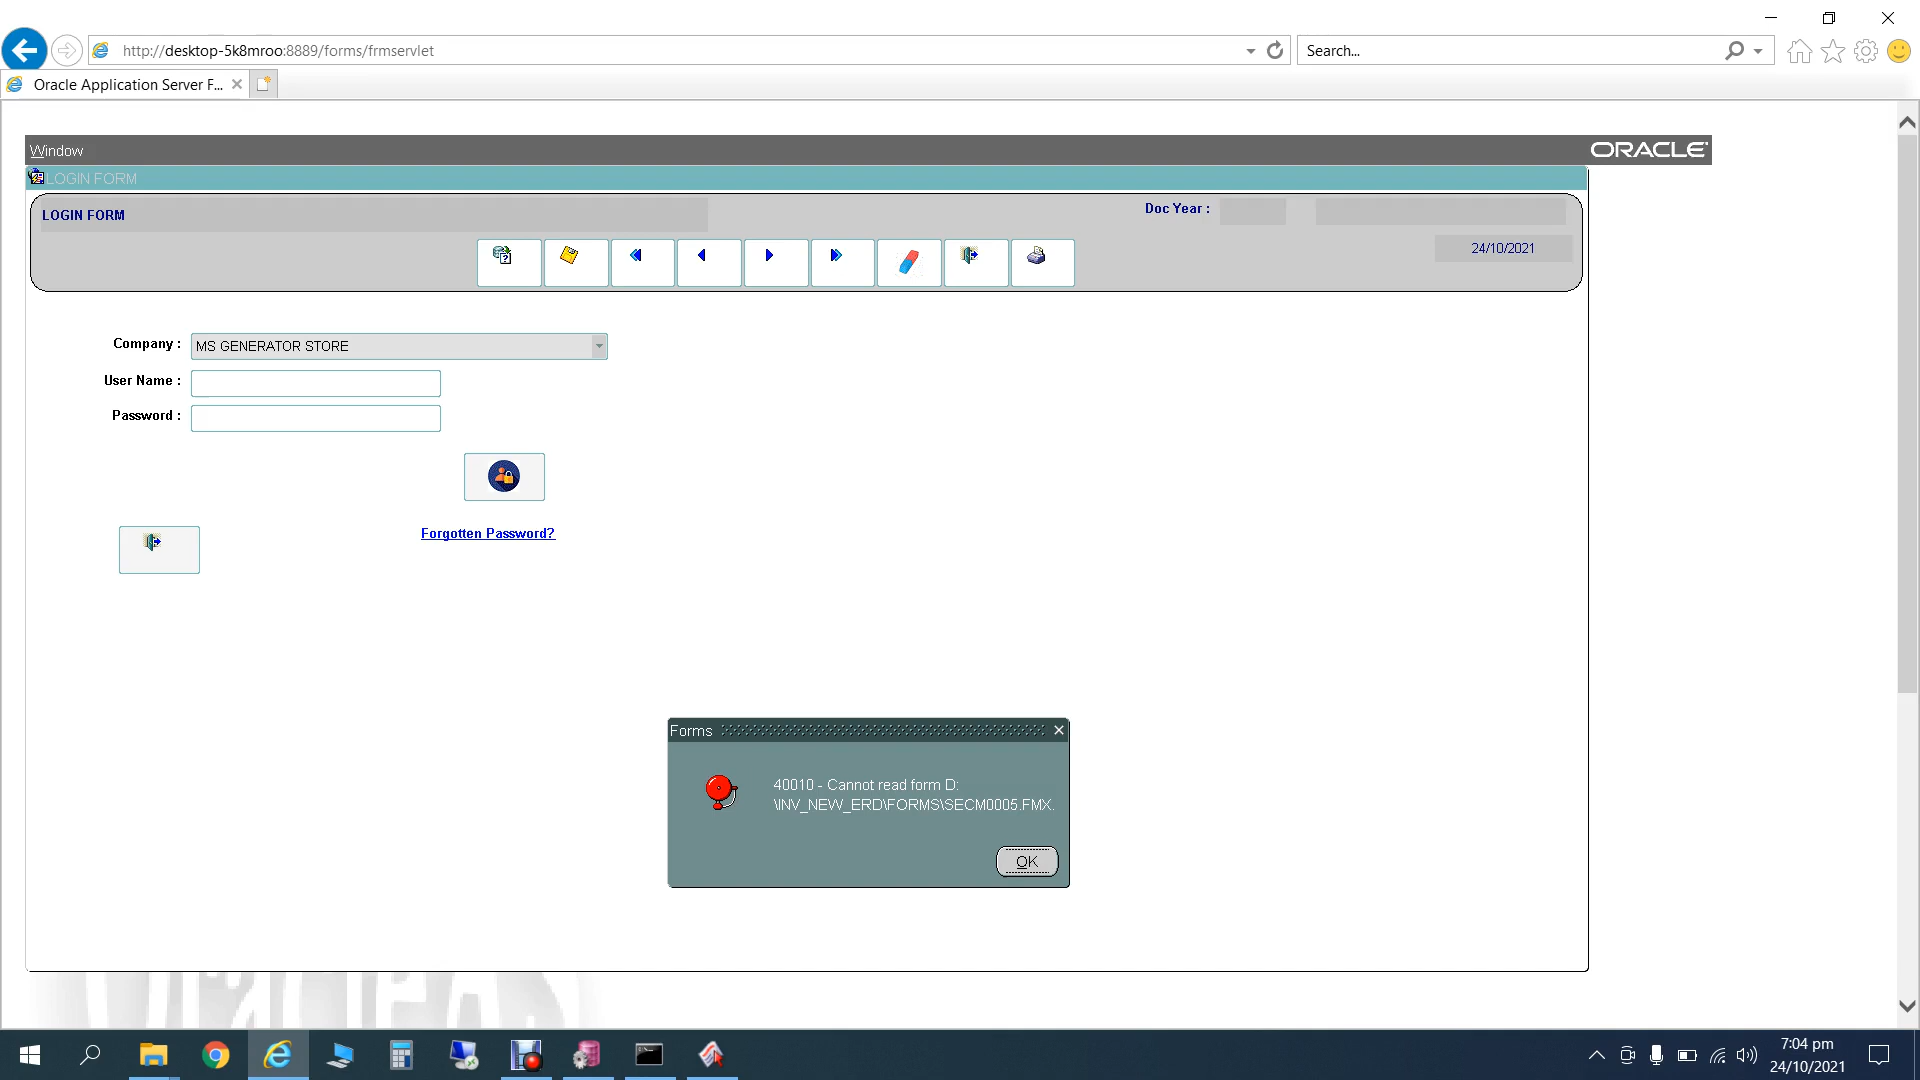 http://desktop-5k8mroo:8889/forms/frmservlet
Search...
Oracle Application Server F...
Window
ORACLE
LOGIN FORM
LOGIN FORM
Doc Year :
24/10/2021
Company :
MS GENERATOR STORE
User Name :
Password :
Forgotten Password?
Forms
40010 - Cannot read form D:
\INV_NEW_ERD\FORMS\SECM0005.FMX.
OK
7:04 pm
24/10/2021